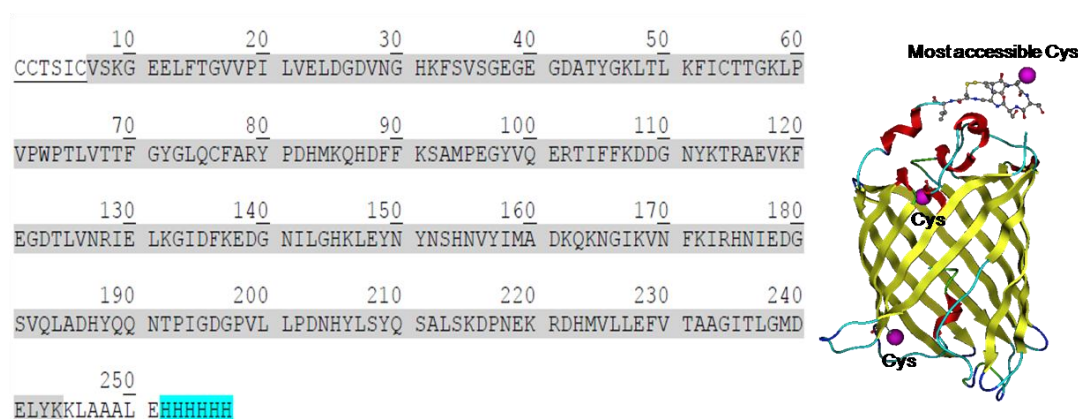 10 20 30 40 50 60
CCTSICVSKG EELFTGVVPI LVELDGDVNG HKFSVSGEGE GDATYGKLTL KFICTTGKLP
70 80 90 100 110 120
VPWPTLVTTF GYGLQCFARY PDHMKQHDFF KSAMPEGYVQ ERTIFFKDDG NYKTRAEVKF
130 140 150 160 170 180
EGDTLVNRIE LKGIDFKEDG NILGHKLEYN YNSHNVYIMA DKQKNGIKVN FKIRHNIEDG
190 200 210 220 230 240
SVQLADHYQQ NTPIGDGPVL LPDNHYLSYQ SALSKDPNEK RDHMVLLEFV TAAGITLGMD
250
ELYKKLAAAL EHHHHHH
Most accessible Cys
Cys
Cys